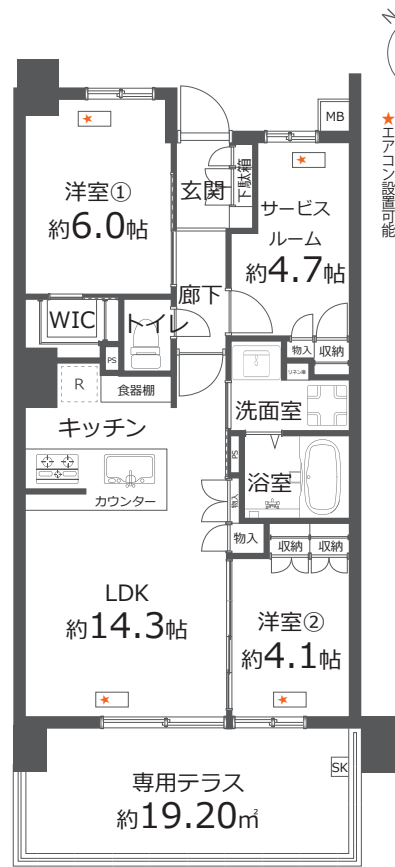 N
MB
★エアコン設置可能
★
★
洋室①
約6.0帖
玄関
下駄箱
サービス
ルーム
約4.7帖
廊下
WIC
トイレ
PS
物入
収納
リネン庫
R
食器棚
洗面室
キッチン
PS
浴室
物入
カウンター
物入
収納
収納
LDK
約14.3帖
洋室②
約4.1帖
★
★
SK
専用テラス
約19.20㎡